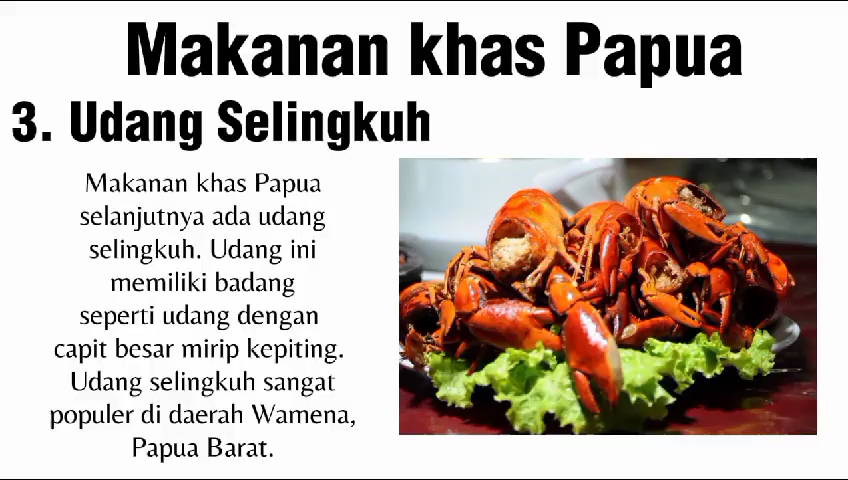 Makanan khas Papua
3. Udang Selingkuh
Makanan khas Papua
selanjutnya ada udang
selingkuh. Udang ini
memiliki badang
seperti udang dengan
capit besar mirip kepiting.
Udang selingkuh sangat
populer di daerah Wamena,
Papua Barat.